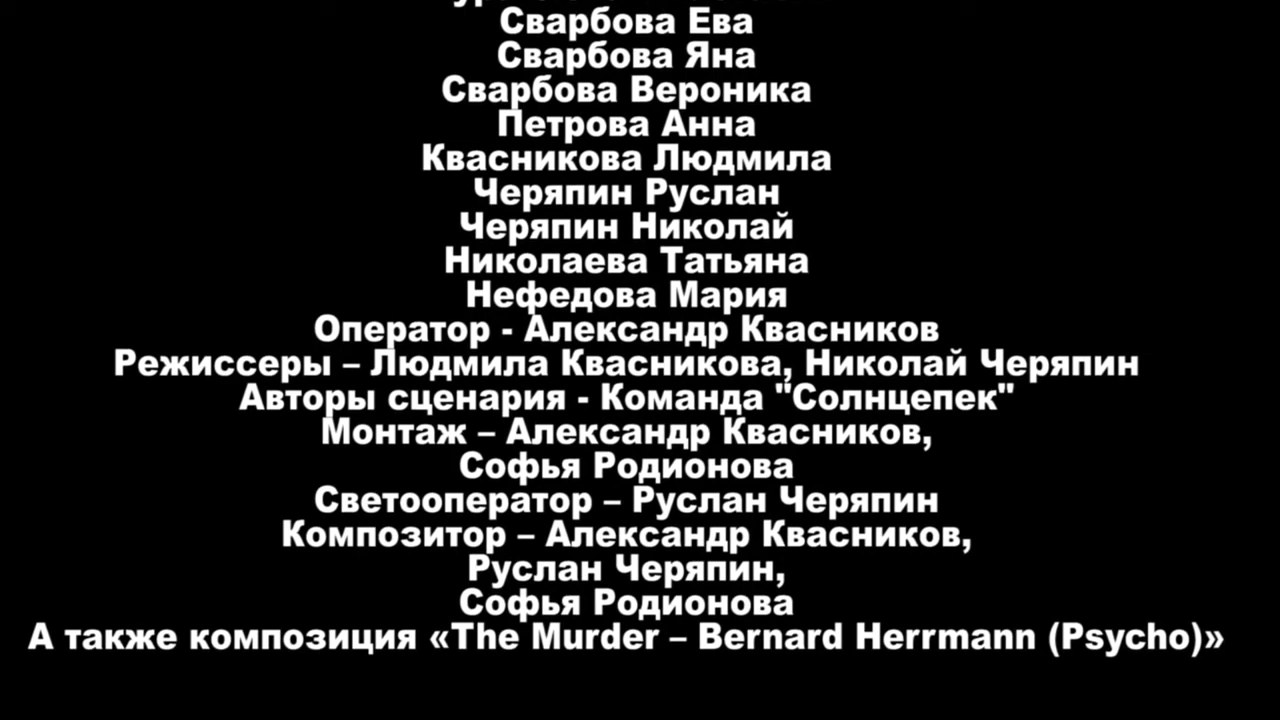 Сварбова Ева
Сварбова Яна
Сварбова Вероника
Петрова Анна
Квасникова Людмила
Черяпин Руслан
Черяпин Николай
Николаева Татьяна
Нефедова Мария
Оператор - Александр Квасников
Режиссеры – Людмила Квасникова, Николай Черяпин
Авторы сценария - Команда "Солнцепек"
Монтаж – Александр Квасников,
Софья Родионова
Светооператор – Руслан Черяпин
Композитор – Александр Квасников,
Руслан Черяпин,
Софья Родионова
А также композиция «The Murder – Bernard Herrmann (Psycho)»